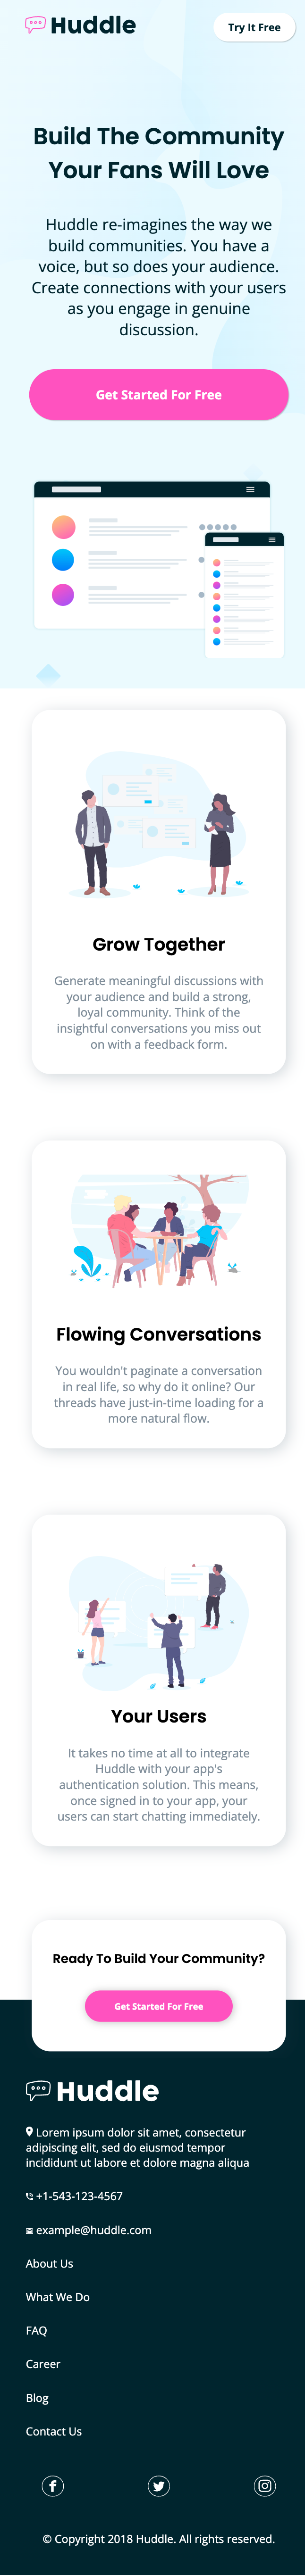 Huddle
Try It Free
Build The Community
Your Fans Will Love
Huddle re-imagines the way we
build communities. You have a
voice, but so does your audience.
Create connections with your users
as you engage in genuine
discussion.
Get Started For Free
Grow Together
Generate meaningful discussions with
your audience and build a strong,
loyal community. Think of the
insightful conversations you miss out
on with a feedback form.
Flowing Conversations
You wouldn't paginate a conversation
in real life, so why do it online? Our
threads have just-in-time loading for a
more natural flow.
Your Users
It takes no time at all to integrate
Huddle with your app's
authentication solution. This means,
once signed in to your app, your
users can start chatting immediately.
Ready To Build Your Community?
Get Started For Free
Huddle
Lorem ipsum dolor sit amet, consectetur
adipiscing elit, sed do eiusmod tempor
incididunt ut labore et dolore magna aliqua
+1-543-123-4567
example@huddle.com
About Us
What We Do
FAQ
Career
Blog
Contact Us
© Copyright 2018 Huddle. All rights reserved.